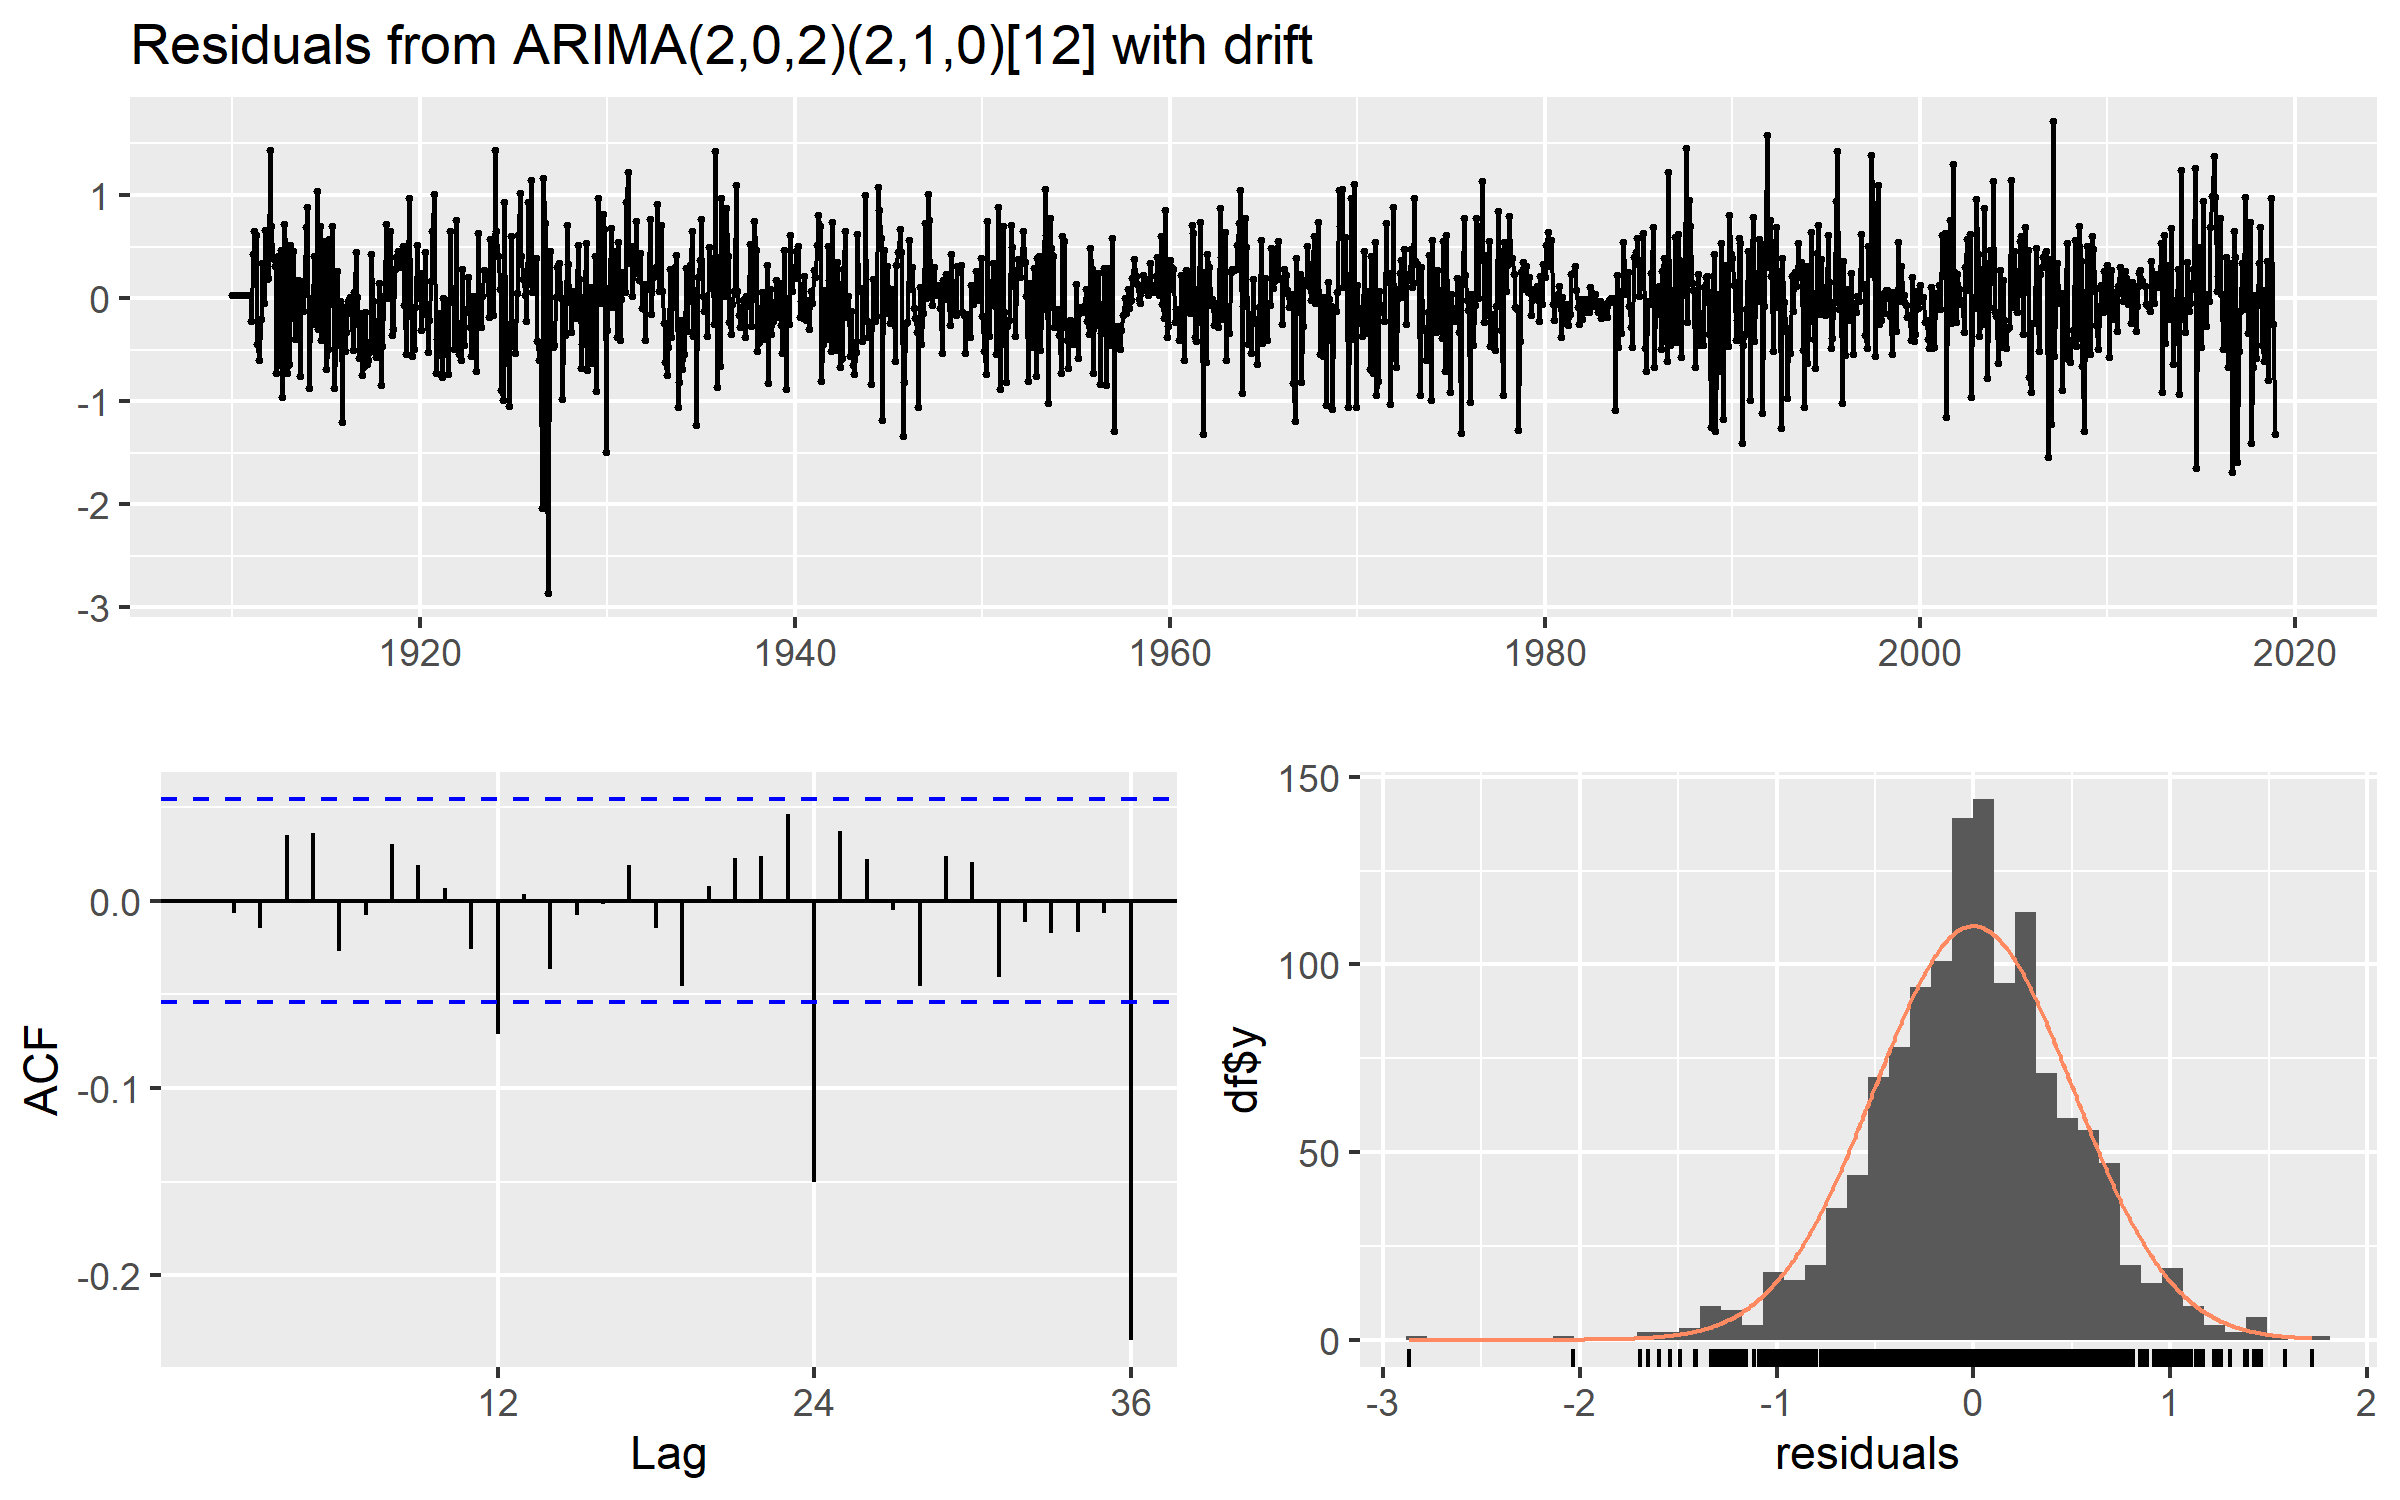 Residuals from ARIMA(2,0,2)(2,1,0)[12] with drift
1
0
-1
-2
-3
1920 1940 1960 1980 2000 2020
ACF
0.0
-0.1
-0.2
12 24 36
Lag
df$y
150
100
50
0
-3 -2 -1 0 1 2
residuals